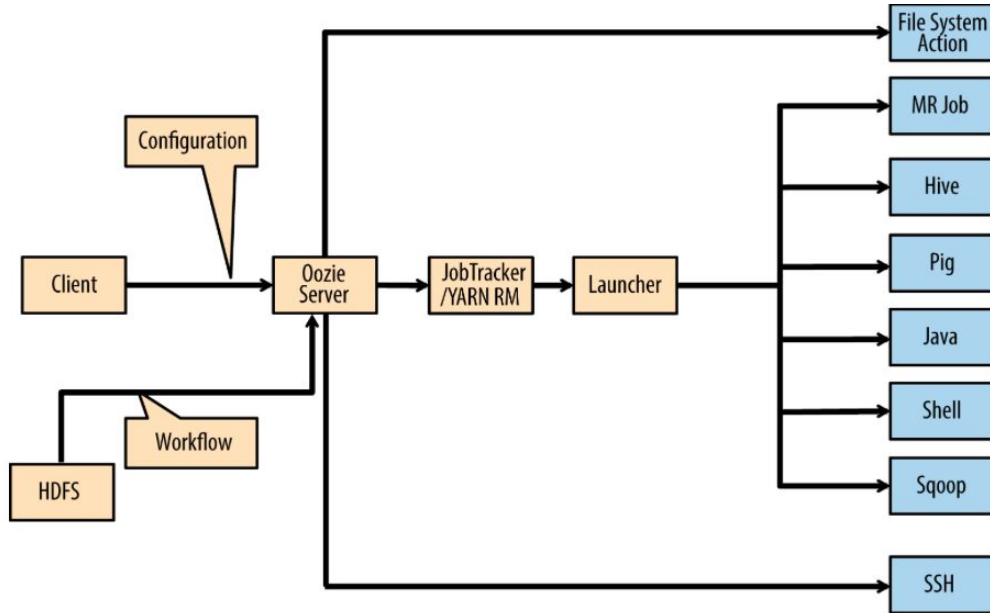 File System
Action
MR Job
Configuration
Hive
Client
Oozie
Server
JobTracker
/YARN RM
Launcher
Pig
Java
Workflow
Shell
HDFS
Sqoop
SSH